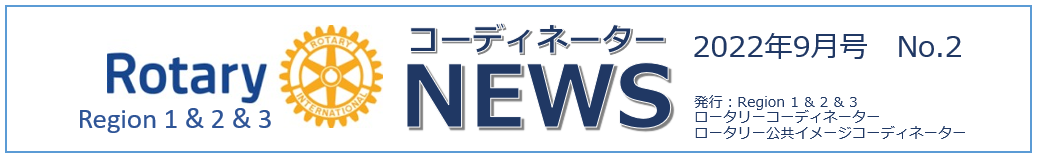 Rotary
Region 1 & 2 & 3
ROTARY
INTERNATIONAL
コーディネーター
NEWS
2022年9月号　No.2
発行：Region 1 & 2 & 3
ロータリーコーディネーター
ロータリー公共イメージコーディネーター